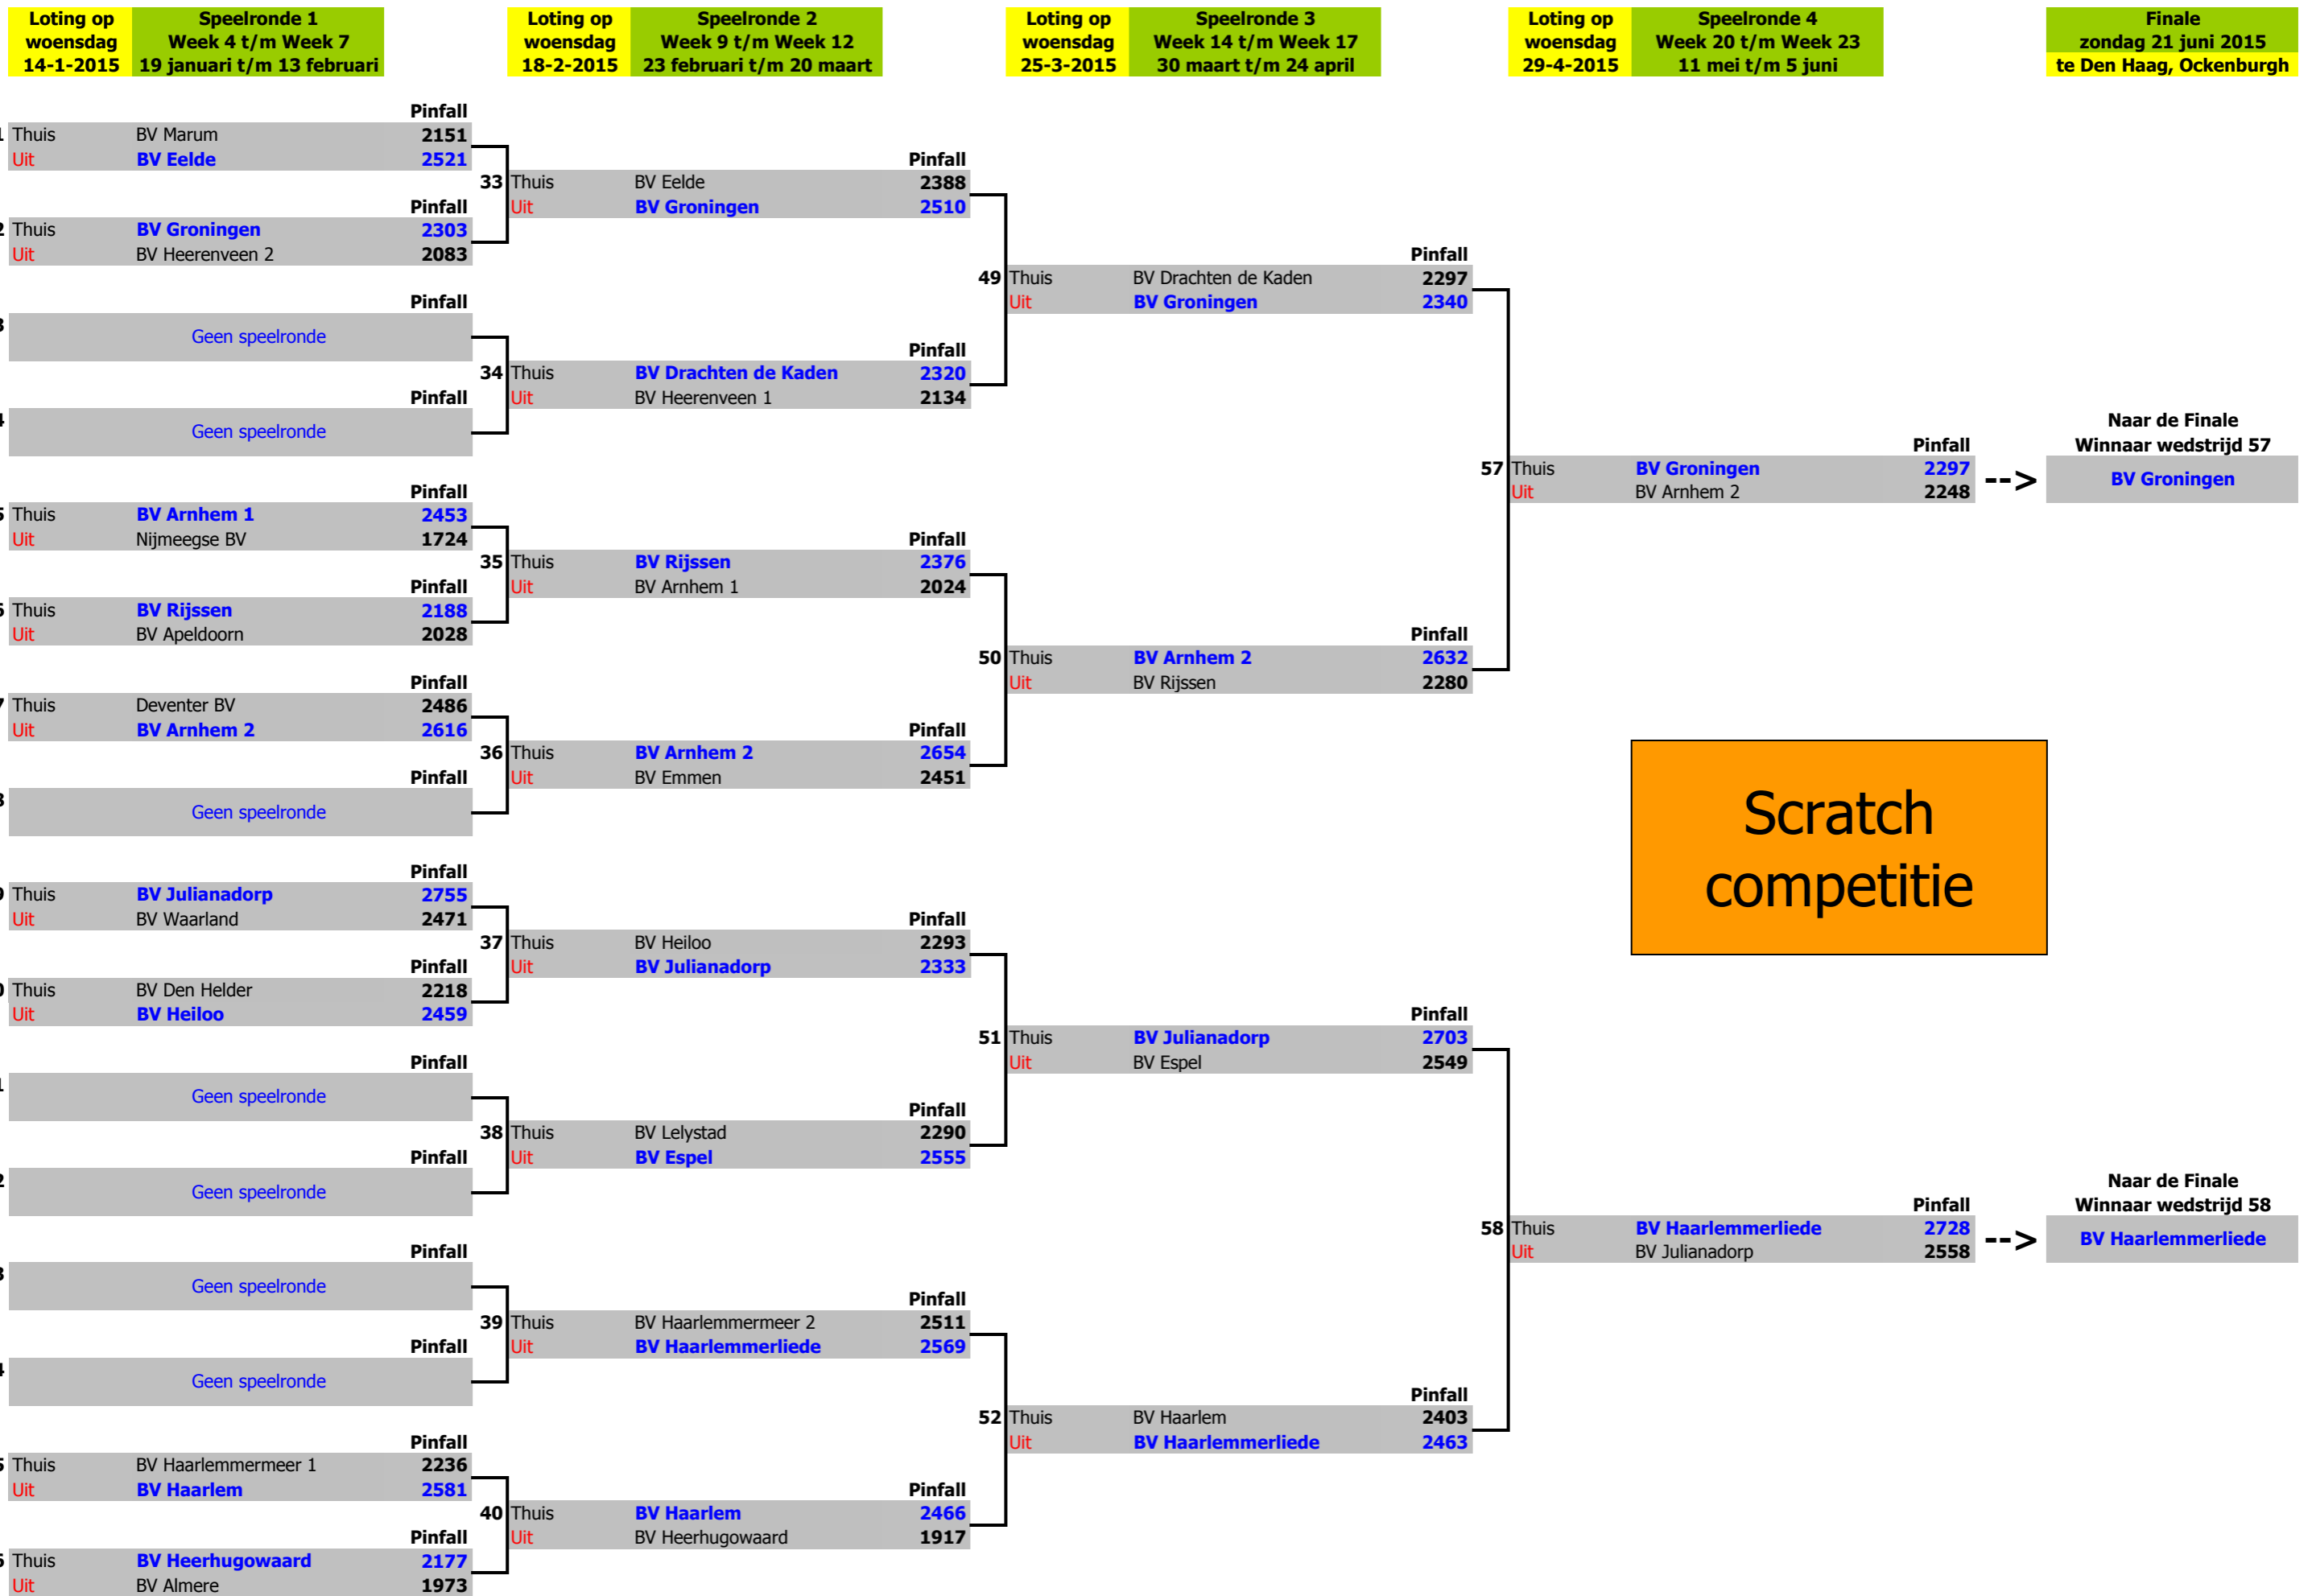 Loting op Speelronde 1 Loting op Speelronde 2 Loting op Speelronde 3 Loting op Speelronde 4 Finale
woensdag Week 4 t/m Week 7 woensdag Week 9 t/m Week 12 woensdag Week 14 t/m Week 17 woensdag Week 20 t/m Week 23 zondag 21 juni 2015
14-1-2015 19 januari t/m 13 februari 18-2-2015 23 februari t/m 20 maart 25-3-2015 30 maart t/m 24 april 29-4-2015 11 mei t/m 5 juni te Den Haag, Ockenburgh
Pinfall
Thuis BV Marum 2151
Uit BV Eelde 2521 Pinfall
33 Thuis BV Eelde 2388
Pinfall Uit BV Groningen 2510
Thuis BV Groningen 2303
Uit BV Heerenveen 2 2083 Pinfall
49 Thuis BV Drachten de Kaden 2297
Pinfall Uit BV Groningen 2340
Geen speelronde
Pinfall
34 Thuis BV Drachten de Kaden 2320
Pinfall Uit BV Heerenveen 1 2134
Geen speelronde Naar de Finale
Pinfall Winnaar wedstrijd 57
57 Thuis BV Groningen 2297 --> BV Groningen
Pinfall Uit BV Arnhem 2 2248
Thuis BV Arnhem 1 2453
Uit Nijmeegse BV 1724 Pinfall
35 Thuis BV Rijssen 2376
Pinfall Uit BV Arnhem 1 2024
Thuis BV Rijssen 2188
Uit BV Apeldoorn 2028 Pinfall
50 Thuis BV Arnhem 2 2632
Pinfall Uit BV Rijssen 2280
Thuis Deventer BV 2486
Uit BV Arnhem 2 2616 Pinfall
36 Thuis BV Arnhem 2 2654
Pinfall Uit BV Emmen 2451
Geen speelronde
Scratch
competitie
Pinfall
Thuis BV Julianadorp 2755
Uit BV Waarland 2471 Pinfall
37 Thuis BV Heiloo 2293
Pinfall Uit BV Julianadorp 2333
Thuis BV Den Helder 2218
Uit BV Heiloo 2459 Pinfall
51 Thuis BV Julianadorp 2703
Pinfall Uit BV Espel 2549
Geen speelronde
Pinfall
38 Thuis BV Lelystad 2290
Pinfall Uit BV Espel 2555
Geen speelronde Naar de Finale
Pinfall Winnaar wedstrijd 58
58 Thuis BV Haarlemmerliede 2728 --> BV Haarlemmerliede
Pinfall Uit BV Julianadorp 2558
Geen speelronde
Pinfall
39 Thuis BV Haarlemmermeer 2 2511
Pinfall Uit BV Haarlemmerliede 2569
Geen speelronde
Pinfall
52 Thuis BV Haarlem 2403
Pinfall Uit BV Haarlemmerliede 2463
Thuis BV Haarlemmermeer 1 2236
Uit BV Haarlem 2581 Pinfall
40 Thuis BV Haarlem 2466
Pinfall Uit BV Heerhugowaard 1917
Thuis BV Heerhugowaard 2177
Uit BV Almere 1973